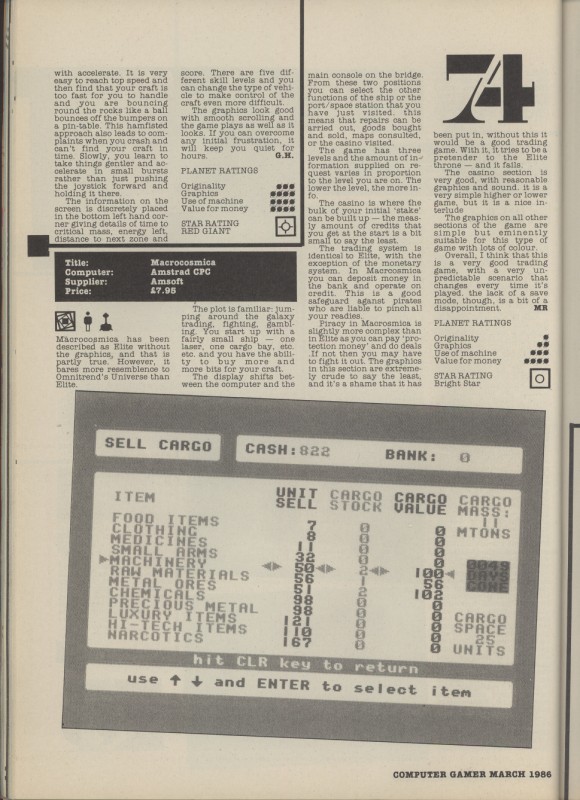 with accelerate. It is very
easy to reach top speed and
then find that your craft is
too fast for you to handle
and you are bouncing
round the rocks like a ball
bounces off the bumpers on
a pin-table. This hamfisted
approach also leads to com-
plaints when you crash and
can't find your craft in
time. Slowly, you learn to
take things gentler and ac-
celerate in small bursts
rather than just pushing
the joystick forward and
holding it there.
The information on the
screen is discretely placed
in the bottom left hand cor-
ner giving details of time to
critical mass, energy left,
distance to next zone and
score. There are five dif-
ferent skill levels and you
can change the type of vehi-
cle to make control of the
craft even more difficult.
The graphics look good
with smooth scrolling and
the game plays as well as it
looks. If you can overcome
any initial frustration, it
will keep you quiet for
hours. G.H.
PLANET RATINGS
Originality
Graphics
Use of machine
Value for money
STAR RATING
RED GIANT
Title: Macrocosmica
Computer: Amstrad CPC
Supplier: Amsoft
Price: £7.95
Macrocosmica has been
described as Elite without
the graphics, and that is
partly true. However, it
bares more resemblence to
Omnitrend's Universe than
Elite.
The plot is familiar: jum-
ping around the galaxy
trading, fighting, gambl-
ing. You start up with a
fairly small ship — one
laser, one cargo bay, etc.
etc. and you have the abili-
ty to buy more and
more bits for your craft.
The display shifts bet-
ween the computer and the
main console on the bridge.
From these two positions
you can select the other
functions of the ship or the
port/space station that you
have just visited. this
means that repairs can be
arried out, goods bought
and sold, maps consulted,
or the casino visited.
The game has three
levels and the amount of in-
formation supplied on re-
quest varies in proportion
to the level you are on. The
lower the level, the more in-
fo.
The casino is where the
bulk of your initial 'stake'
can be built up — the meas-
ly amount of credits that
you get at the start is a bit
small to say the least.
The trading system is
identical to Elite, with the
exception of the monetary
system. In Macrocosmica
you can deposit money in
the bank and operate on
credit. This is a good
safeguard aganist pirates
who are liable to pinch all
your readies.
Piracy in Macrosmica is
slightly more complex than
in Elite as you can pay 'pro-
tection money' and do deals
.If not then you may have
to fight it out. The graphics
in this section are extreme-
ly crude to say the least,
and it's a shame that it has
74
been put in, without this it
would be a good trading
game. With it, it tries to be a
pretender to the Elite
throne — and it fails.
The casino section is
very good, with reasonable
graphics and sound. it is a
very simple higher or lower
game, but it is a nice in-
terlude
The graphics on all other
sections of the game are
simple but eminently
suitable for this type of
game with lots of colour.
Overall, I think that this
is a very good trading
game, with a very un-
predictable scenario that
changes every time it's
played, the lack of a save
mode, though, is a bit of a
disappointment. MR
PLANET RATINGS
Originality
Graphics
Use of machine
Value for money
STAR RATING
Bright Star
SELL CARGO CASH:822 BANK: 0
ITEM UNIT SELL CARGO STOCK CARGO VALUE CARGO MASS:
11 MTONS
FOOD ITEMS 7 0 0
CLOTHING 8 0 0
MEDICINES 11 0 0
SMALL ARMS 32 0 0
MACHINERY 50 2 100
RAW MATERIALS 56 1 56
METAL ORES 51 2 102
CHEMICALS 98 0 0
PRECIOUS METAL 98 0 0
LUXURY ITEMS 121 0 0
HI-TECH ITEMS 110 0 0
NARCOTICS 167 0 0
0049 DAYS GONE
CARGO SPACE 25 UNITS
hit CLR key to return
use ↑ ↓ and ENTER to select item
COMPUTER GAMER MARCH 1986